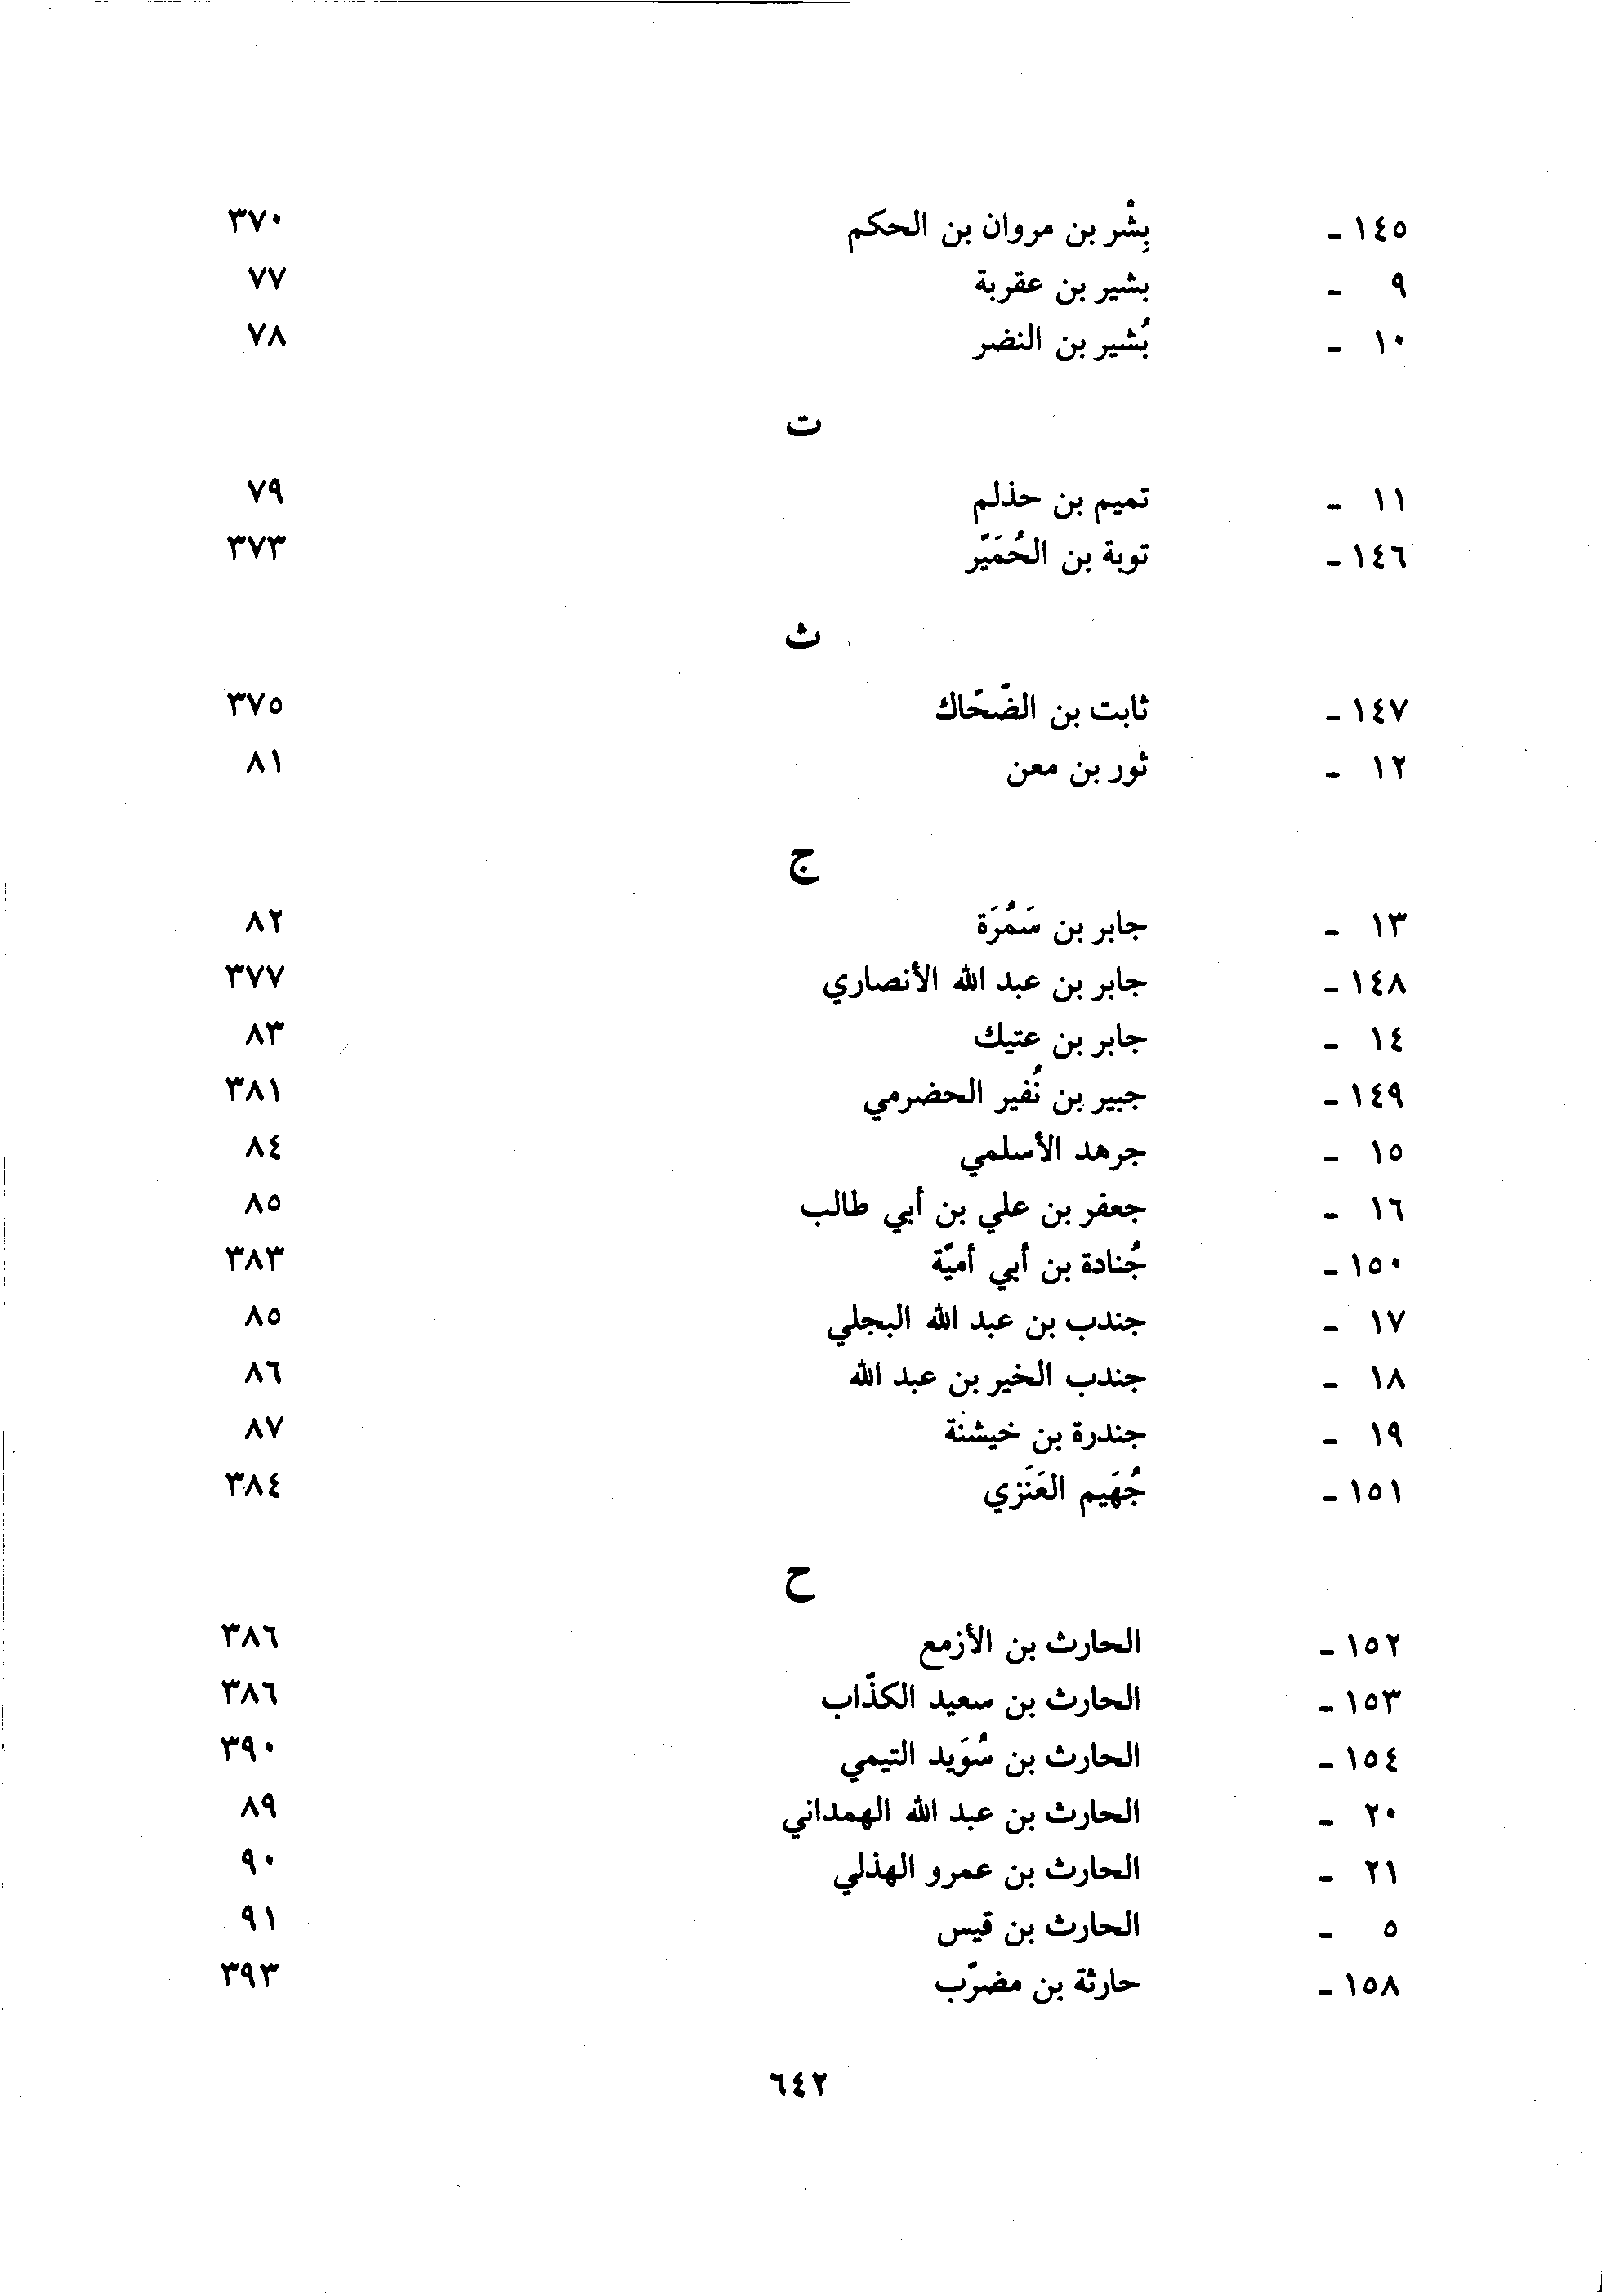 ١٤٥ - بِشْر بن مروان بن الحكم ٣٧٠
٩ - بشير بن عقربة ٧٧
١٠ - بُشير بن النضر ٧٨
ت
١١ - تميم بن حذلم ٧٩
١٤٦ - توبة بن الحُمَيّر ٣٧٣
ث
١٤٧ - ثابت بن الضّحّاك ٣٧٥
١٢ - ثور بن معن ٨١
ج
١٣ - جابر بن سَمُرَة ٨٢
١٤٨ - جابر بن عبد الله الأنصاري ٣٧٧
١٤ - جابر بن عتيك ٨٣
١٤٩ - جبير بن نُفير الحضرمي ٣٨١
١٥ - جرهد الأسلمي ٨٤
١٦ - جعفر بن علي بن أبي طالب ٨٥
١٥٠ - جُنادة بن أبي أميّة ٣٨٣
١٧ - جندب بن عبد الله البجلي ٨٥
١٨ - جندب الخير بن عبد الله ٨٦
١٩ - جندرة بن خيشنة ٨٧
١٥١ - جُهَيم العَنَزي ٣٨٤
ح
١٥٢ - الحارث بن الأزمع ٣٨٦
١٥٣ - الحارث بن سعيد الكذّاب ٣٨٦
١٥٤ - الحارث بن سُوَيد التيمي ٣٩٠
٢٠ - الحارث بن عبد الله الهمداني ٨٩
٢١ - الحارث بن عمرو الهذلي ٩٠
٥ - الحارث بن قيس ٩١
١٥٨ - حارثة بن مضرّب ٣٩٣
٦٤٢